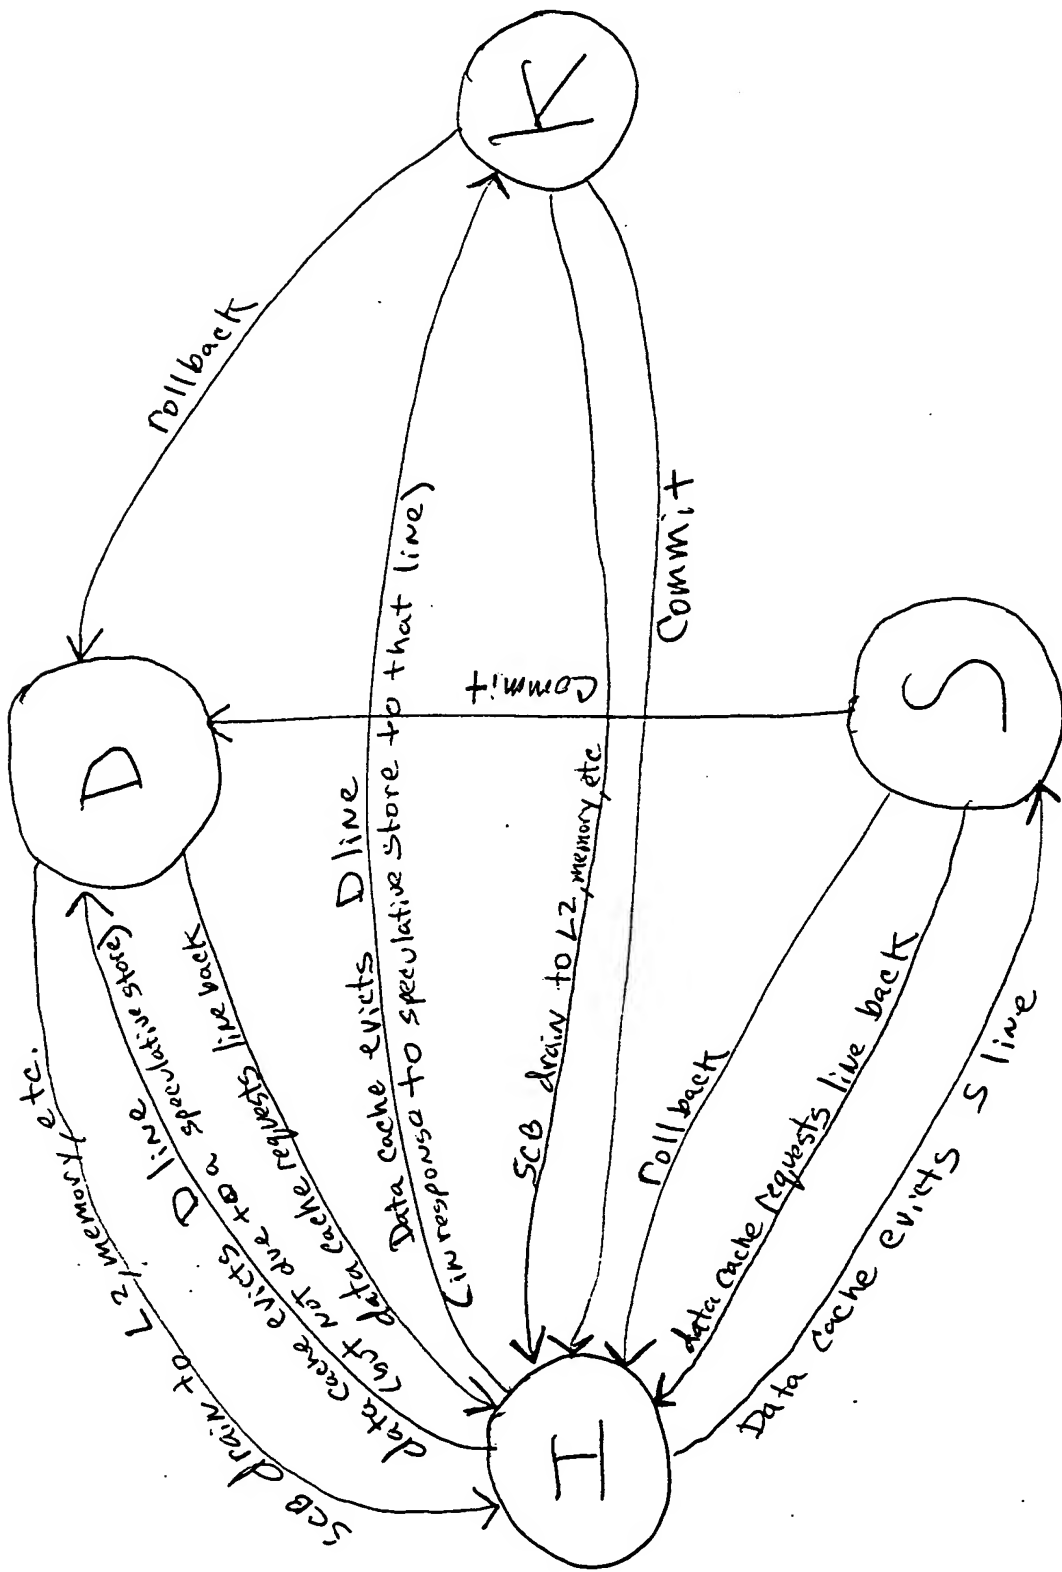 SCB drain to L2, memory, etc.
D
data cache evicts D line
(but not due to a speculative store)
data cache requests line back
rollback
Data cache evicts D line
(in response to speculative store to that line)
H
K
SCB drain to L2, memory, etc
Commit
Commit
rollback
data cache requests line back
S
Data cache evicts S line